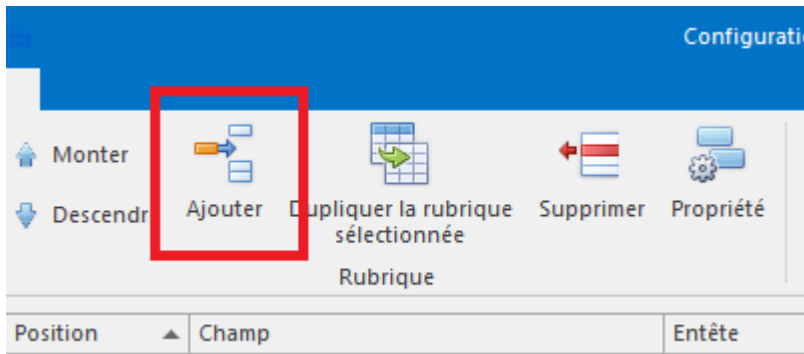 Configurati
Monter
Descendr
Ajouter
Dupliquer la rubrique
sélectionnée
Supprimer
Propriété
Rubrique
Position
Champ
Entête